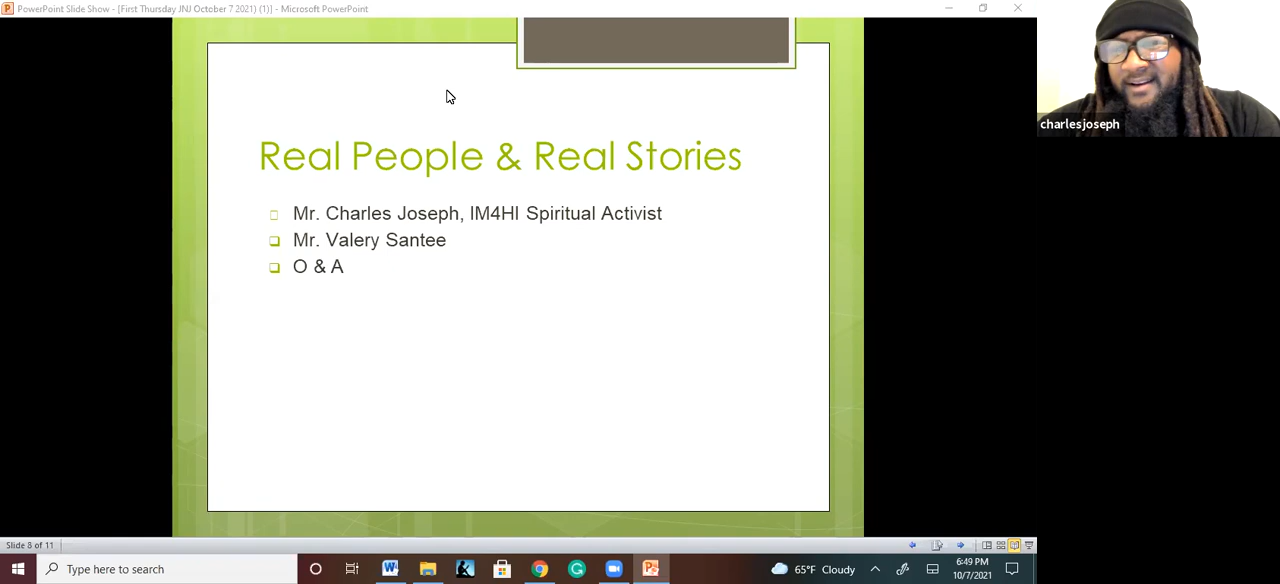 PowerPoint Slide Show - [First Thursday JNJ October 7 2021) (1)] - Microsoft PowerPoint
charlesjoseph
Real People & Real Stories
Mr. Charles Joseph, IM4HI Spiritual Activist
Mr. Valery Santee
O & A
Slide 8 of 11
Type here to search
65°F Cloudy
6:49 PM
10/7/2021